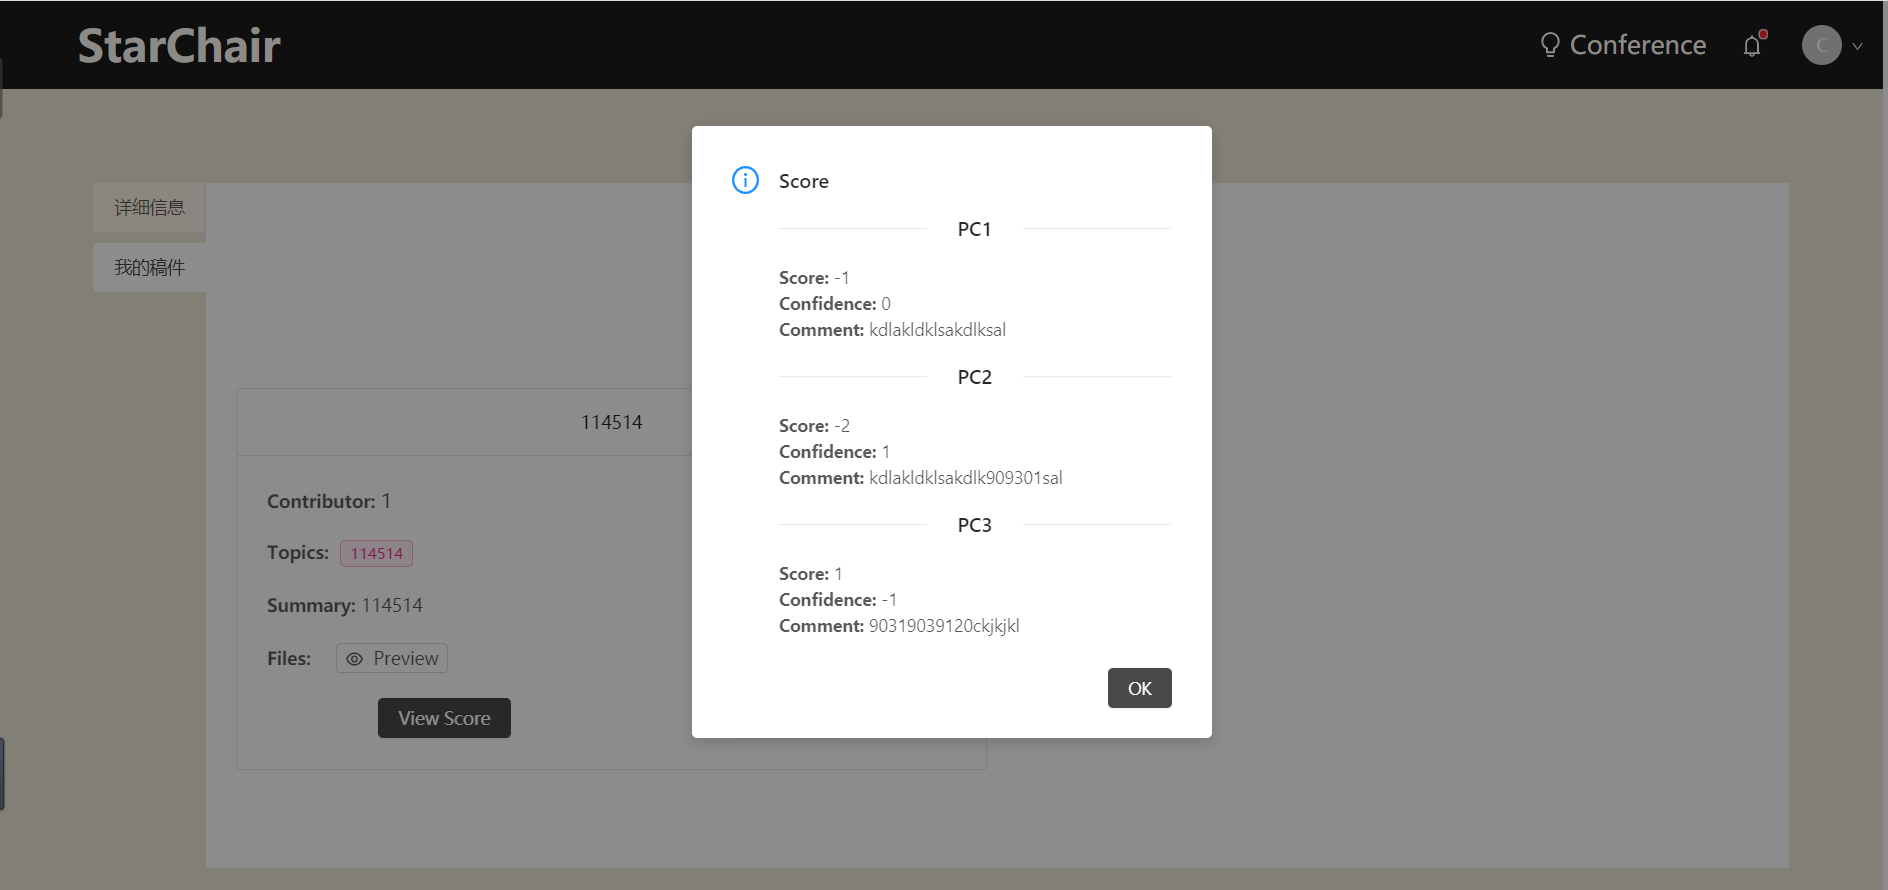 StarChair
Conference
C
详细信息
我的稿件
114514
Contributor: 1
Topics: 114514
Summary: 114514
Files: Preview
View Score
Score
PC1
Score: -1
Confidence: 0
Comment: kdlakldklsakdlksal
PC2
Score: -2
Confidence: 1
Comment: kdlakldklsakdlk909301sal
PC3
Score: 1
Confidence: -1
Comment: 90319039120ckjkjkl
OK